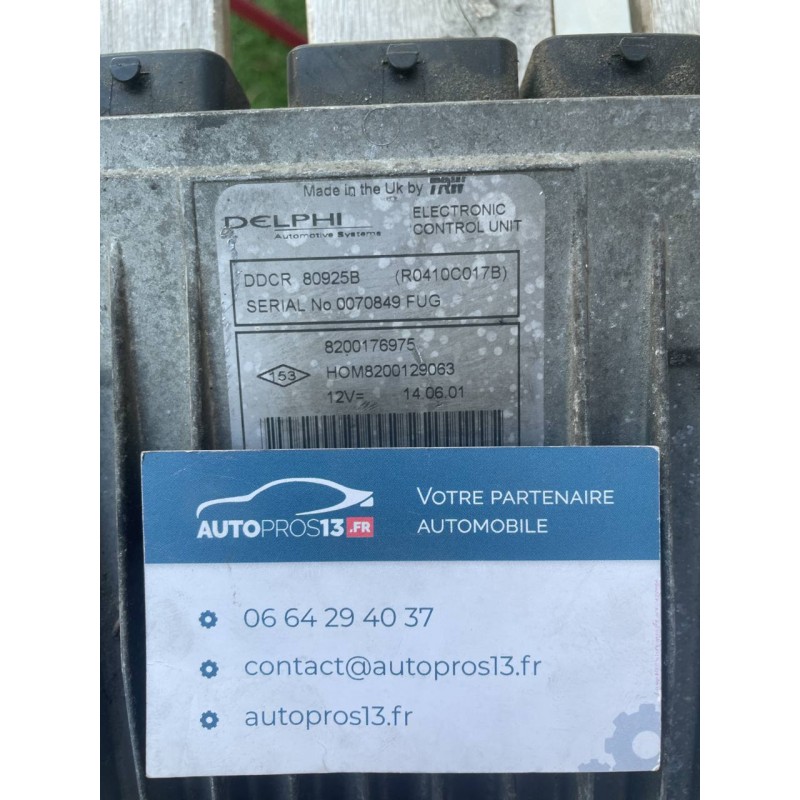 Made in the Uk by TRW
DELPHI
Automotive Systems
ELECTRONIC
CONTROL UNIT
DDCR 80925B (R0410C017B)
SERIAL No 0070849 FUG
8200176975
153
HOM8200129063
12V= 14.06.01
AUTOPROS13.FR
VOTRE PARTENAIRE
AUTOMOBILE
06 64 29 40 37
contact@autopros13.fr
autopros13.fr